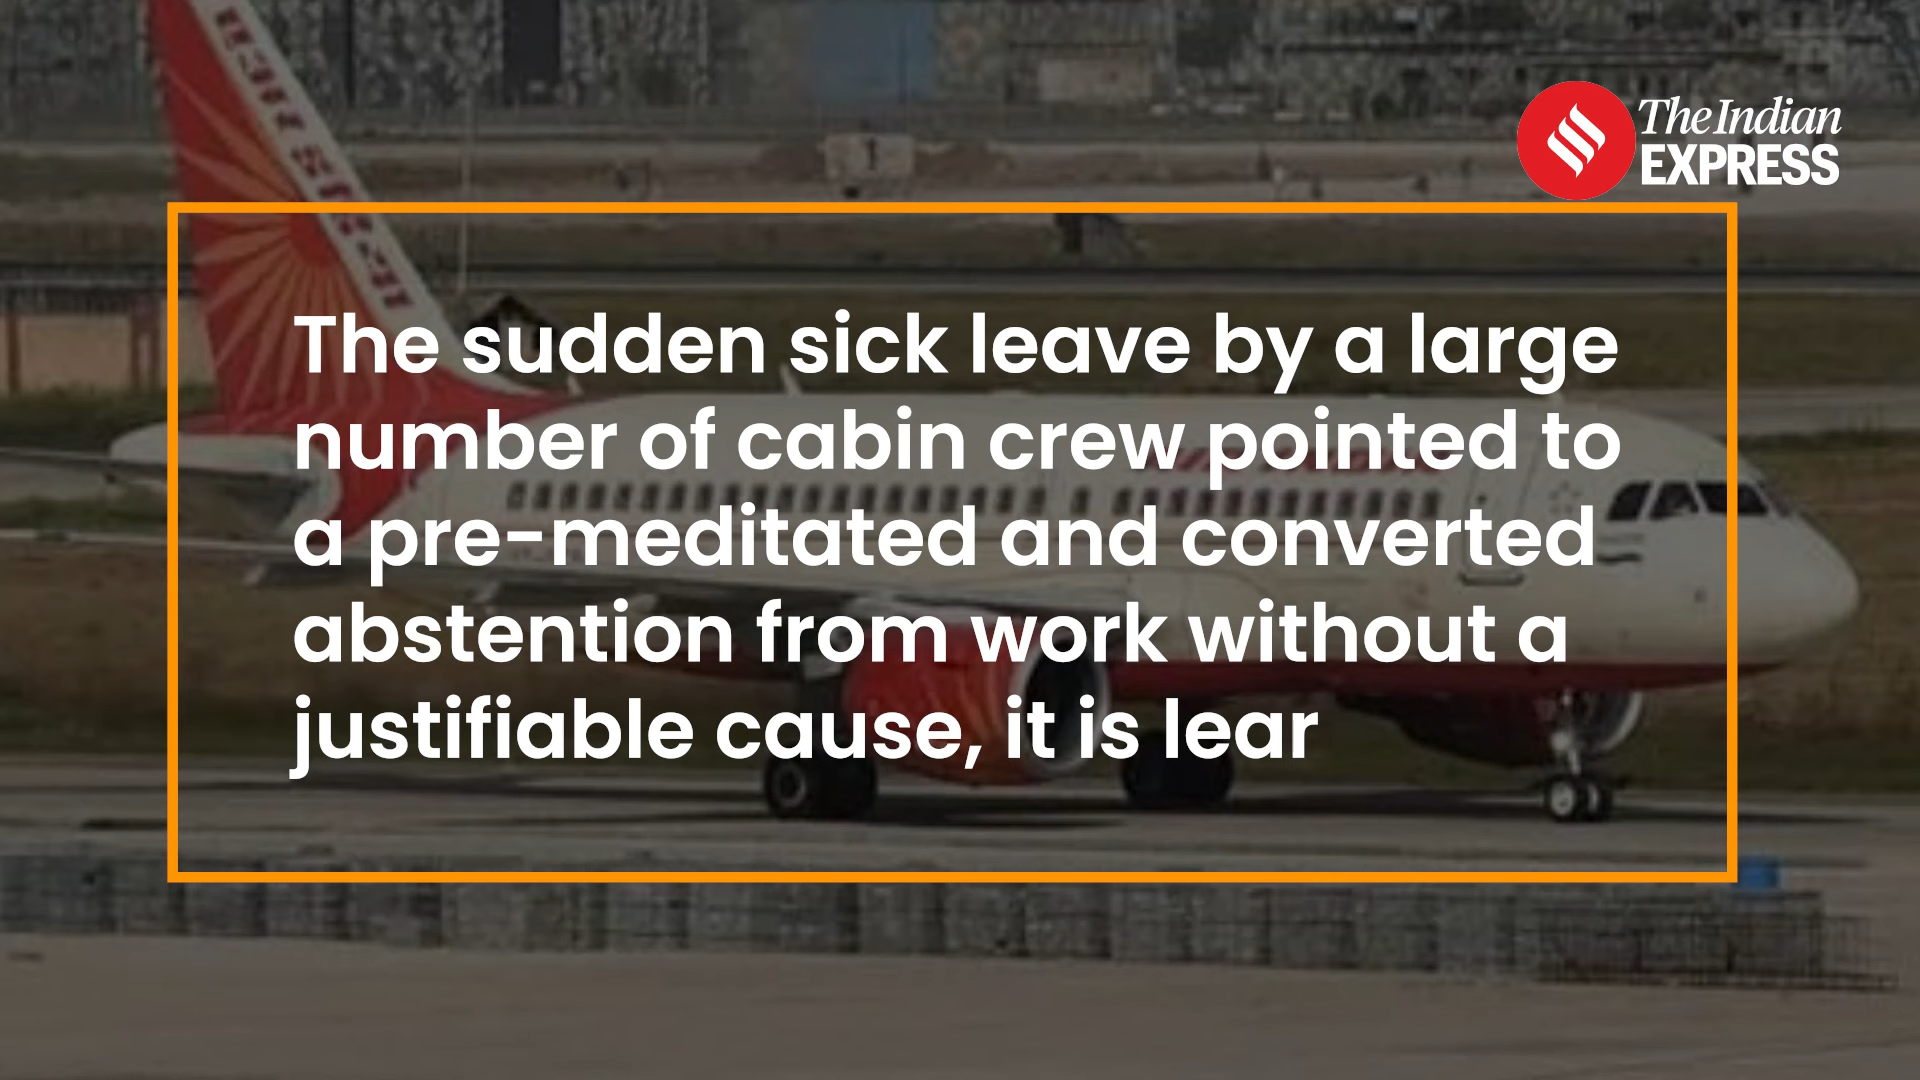 The Indian
EXPRESS
The sudden sick leave by a large
number of cabin crew pointed to
a pre-meditated and converted
abstention from work without a
justifiable cause, it is lear